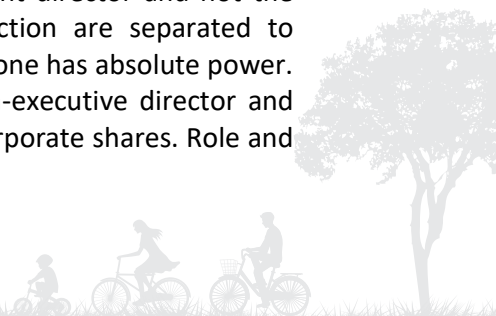 director and not the
ction are separated to
one has absolute power.
-executive director and
rporate shares. Role and